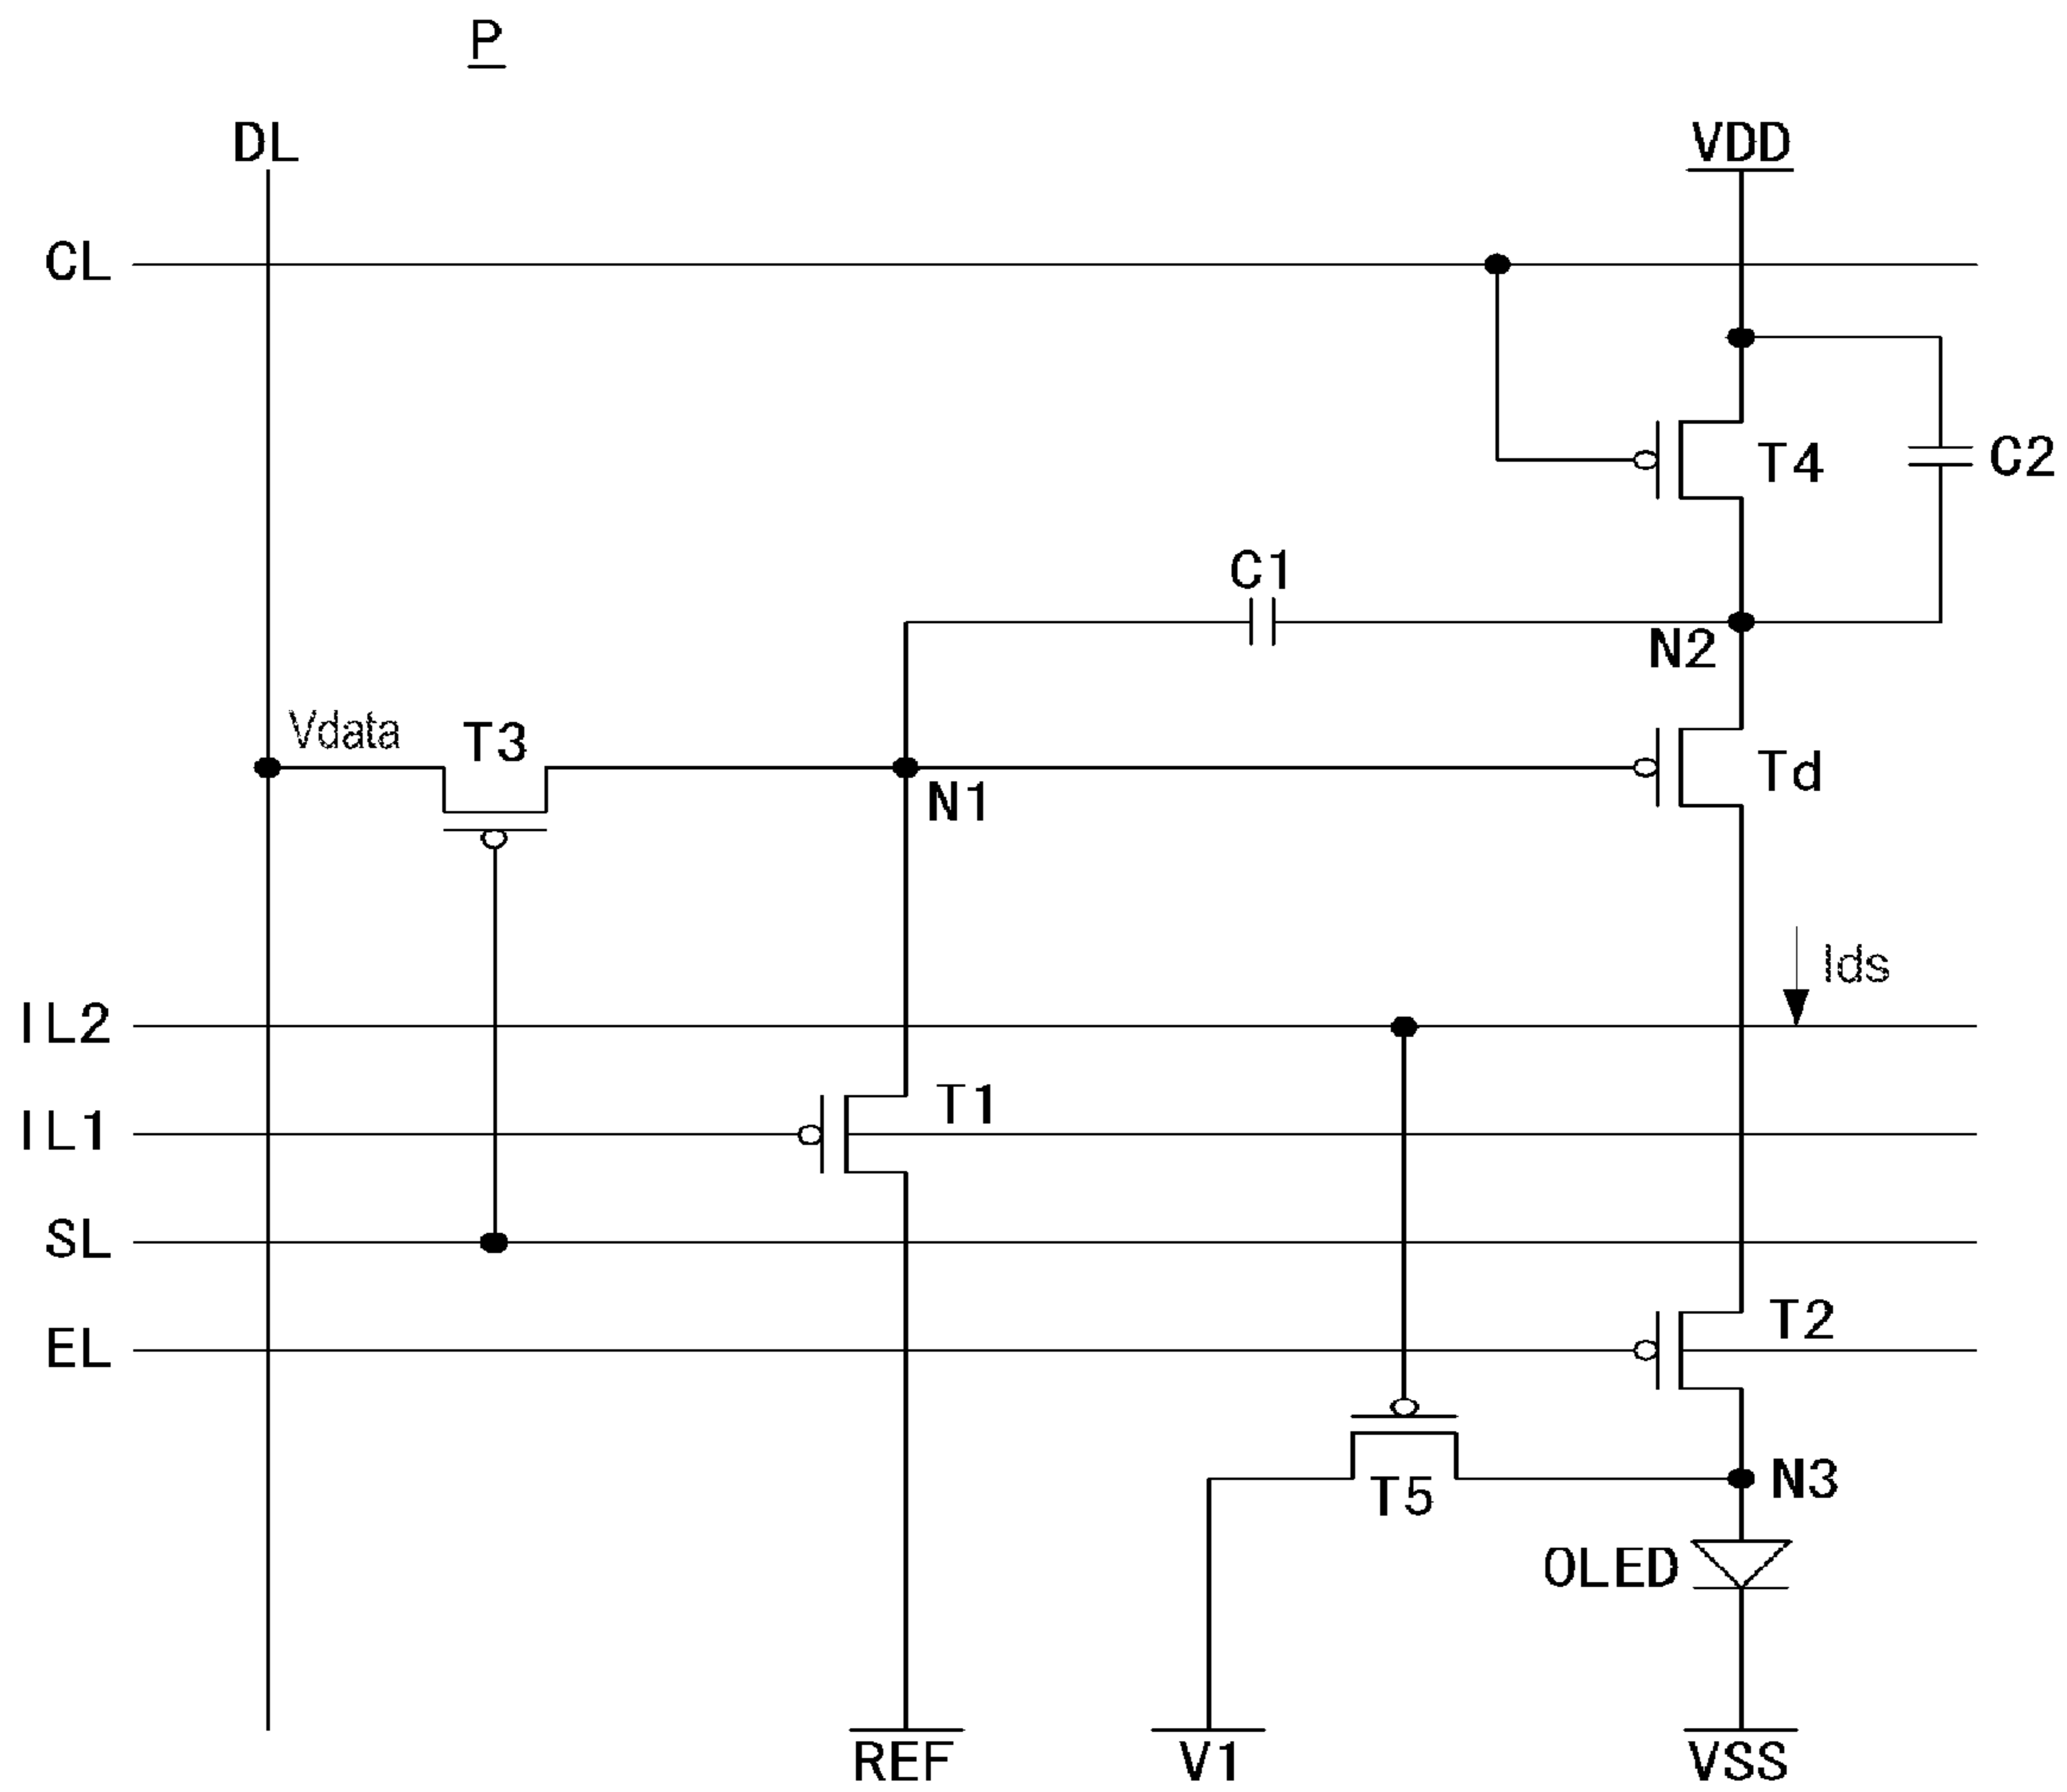 P
DL
VDD
CL
T4
C2
C1
N2
Vdata
T3
Td
N1
Ids
IL2
T1
IL1
SL
T2
EL
N3
T5
OLED
REF
V1
VSS